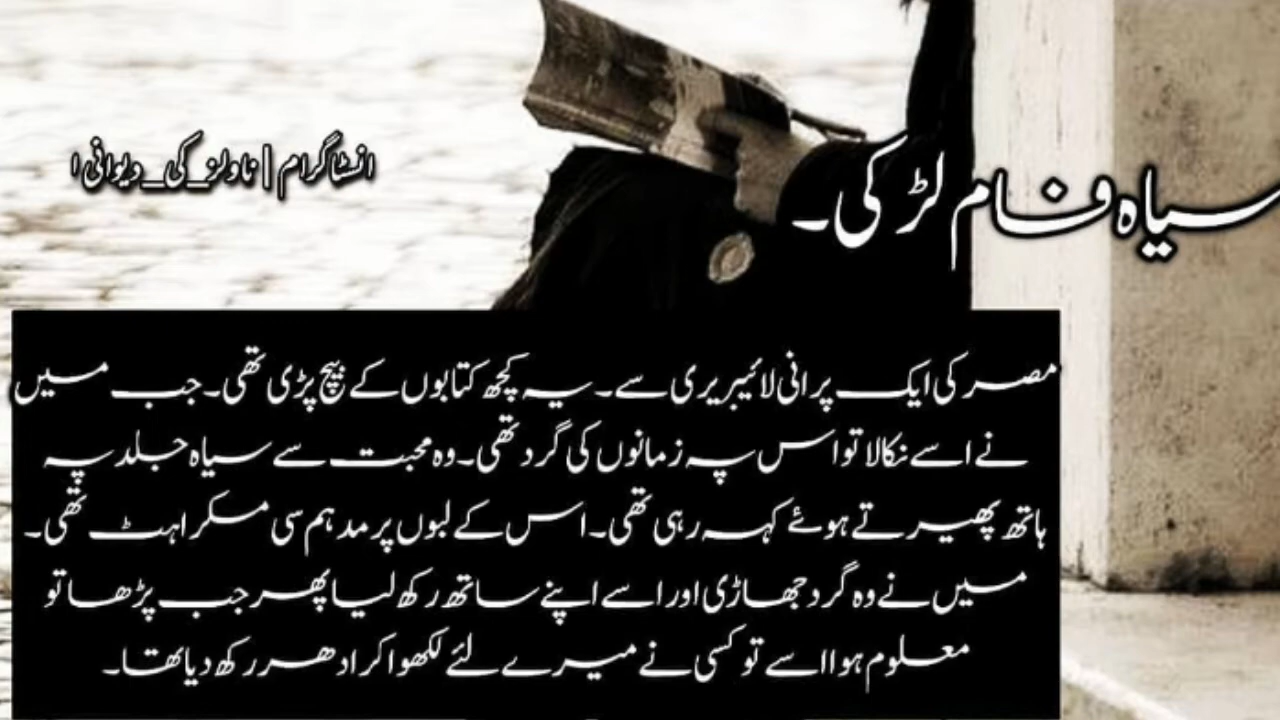 انسٹاگرام | ناولز_کی_دیوانی ا
سیاہ فام لڑکی۔
مصر کی ایک پرانی لائیبریری سے۔ یہ کچھ کتابوں کے بیچ پڑی تھی۔ جب میں
نے اسے نکالا تو اس پہ زمانوں کی گرد تھی۔ وہ محبت سے سیاہ جلد پہ
ہاتھ پھیرتے ہوئے کہہ رہی تھی۔ اس کے لبوں پر مدہم سی مسکراہٹ تھی۔
میں نے وہ گرد جھاڑی اور اسے اپنے ساتھ رکھ لیا پھر جب پڑھا تو
معلوم ہوا اسے تو کسی نے میرے لئے لکھوا کر ادھر رکھ دیا تھا۔